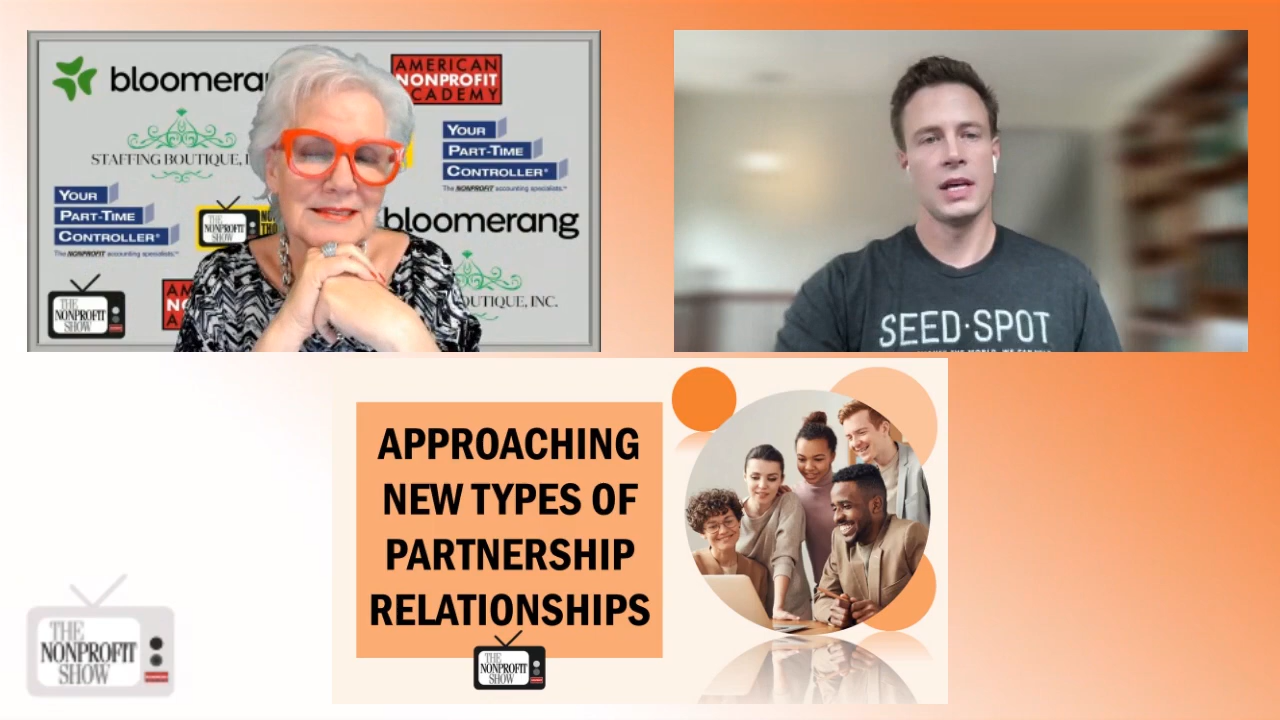 bloomerang
AMERICAN
NONPROFIT
ACADEMY
STAFFING BOUTIQUE,
YOUR
PART-TIME
CONTROLLER
The NONPROFIT accounting specialists.™
YOUR
PART-TIME
CONTROLLER
The NONPROFIT accounting specialists.™
THE
NONPROFIT
SHOW
bloomerang
THE
NONPROFIT
SHOW
BOUTIQUE, INC.
SEED·SPOT
APPROACHING
NEW TYPES OF
PARTNERSHIP
RELATIONSHIPS
THE
NONPROFIT
SHOW
THE
NONPROFIT
SHOW